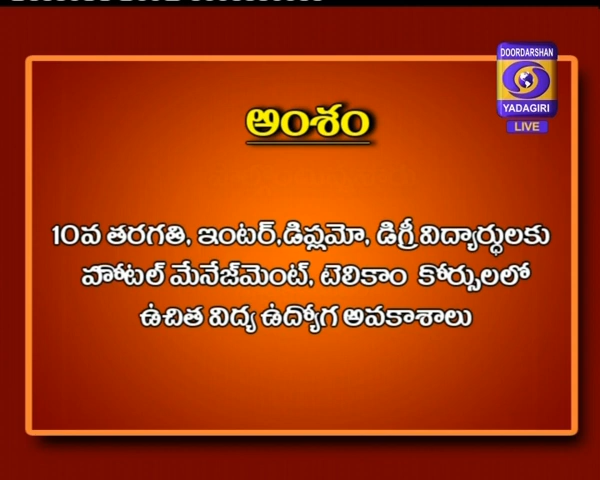 DOORDARSHAN
YADAGIRI
LIVE
అంశం
10వ తరగతి, ఇంటర్,డిప్లమో, డిగ్రీ విద్యార్ధులకు
హోటల్ మేనేజ్‌మెంట్, టెలికాం కోర్సులలో
ఉచిత విద్య ఉద్యోగ అవకాశాలు